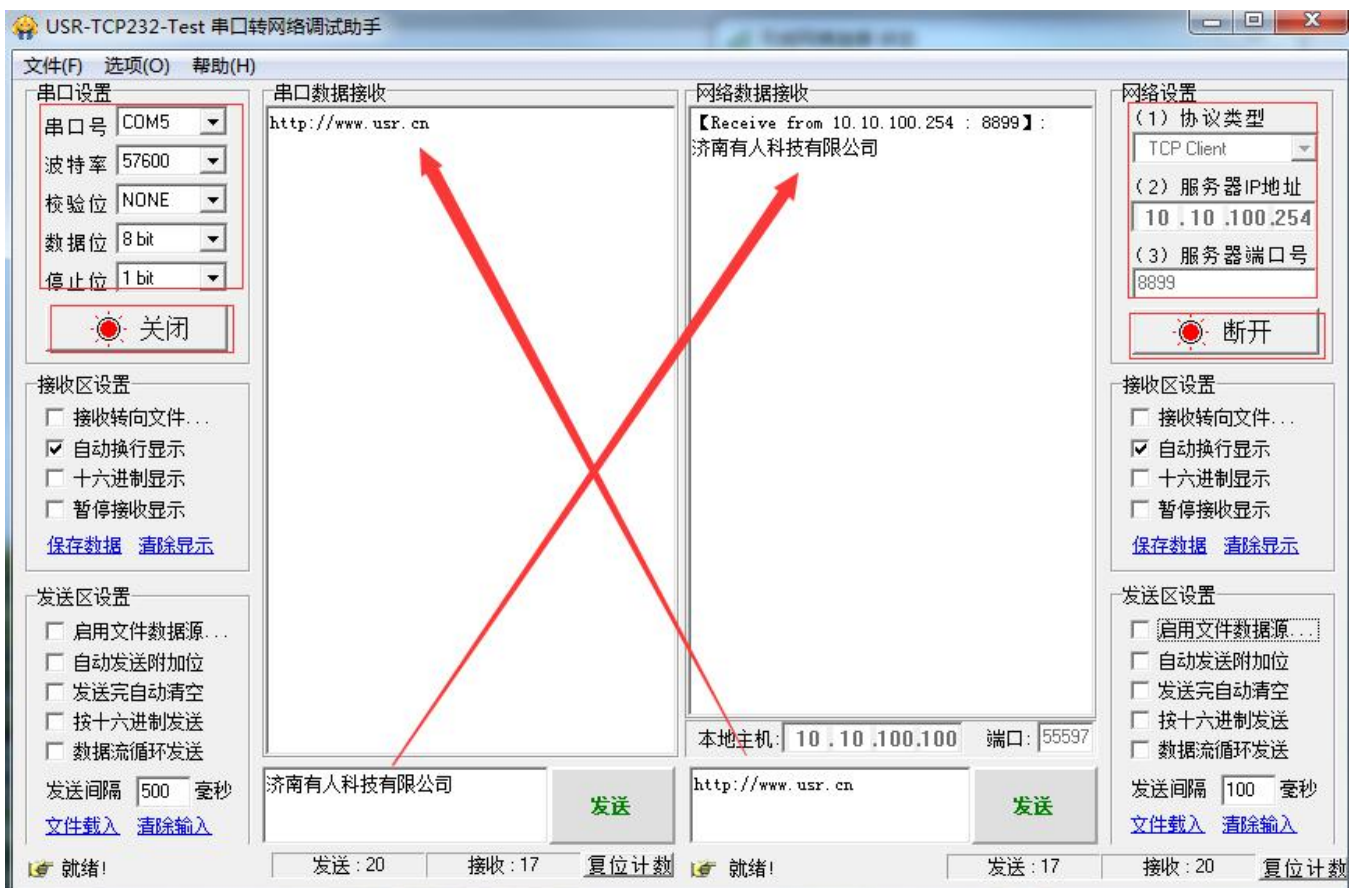 USR-TCP232-Test 串口转网络调试助手
文件(F) 选项(O) 帮助(H)
串口设置
串口号 COM5
波特率 57600
校验位 NONE
数据位 8 bit
停止位 1 bit
关闭
接收区设置
接收转向文件...
自动换行显示
十六进制显示
暂停接收显示
保存数据 清除显示
发送区设置
启用文件数据源...
自动发送附加位
发送完自动清空
按十六进制发送
数据流循环发送
发送间隔 500 毫秒
文件载入 清除输入
串口数据接收
http://www.usr.cn
济南有人科技有限公司
发送
网络数据接收
【Receive from 10.10.100.254 : 8899】:
济南有人科技有限公司
本地主机: 10 .10 .100.100 端口: 55597
http://www.usr.cn
发送
网络设置
(1) 协议类型
TCP Client
(2) 服务器IP地址
10 .10 .100.254
(3) 服务器端口号
8899
断开
接收区设置
接收转向文件...
自动换行显示
十六进制显示
暂停接收显示
保存数据 清除显示
发送区设置
启用文件数据源...
自动发送附加位
发送完自动清空
按十六进制发送
数据流循环发送
发送间隔 100 毫秒
文件载入 清除输入
就绪! 发送:20 接收:17 复位计数 就绪! 发送:17 接收:20 复位计数